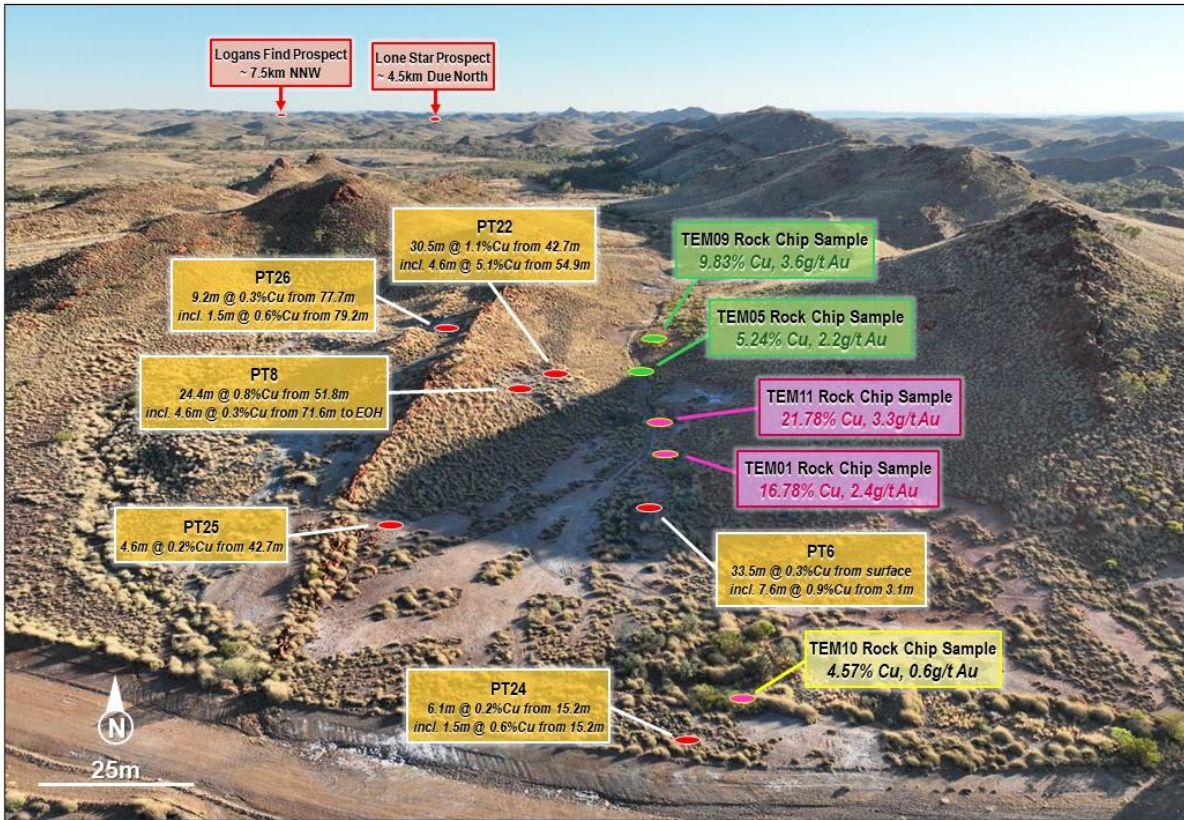 Logans Find Prospect
~ 7.5km NNW
Lone Star Prospect
~ 4.5km Due North
PT22
30.5m @ 1.1%Cu from 42.7m
incl. 4.6m @ 5.1%Cu from 54.9m
TEM09 Rock Chip Sample
9.83% Cu, 3.6g/t Au
PT26
9.2m @ 0.3%Cu from 77.7m
incl. 1.5m @ 0.6%Cu from 79.2m
TEM05 Rock Chip Sample
5.24% Cu, 2.2g/t Au
PT8
24.4m @ 0.8%Cu from 51.8m
incl. 4.6m @ 0.3%Cu from 71.6m to EOH
TEM11 Rock Chip Sample
21.78% Cu, 3.3g/t Au
TEM01 Rock Chip Sample
16.78% Cu, 2.4g/t Au
PT25
4.6m @ 0.2%Cu from 42.7m
PT6
33.5m @ 0.3%Cu from surface
incl. 7.6m @ 0.9%Cu from 3.1m
TEM10 Rock Chip Sample
4.57% Cu, 0.6g/t Au
PT24
6.1m @ 0.2%Cu from 15.2m
incl. 1.5m @ 0.6%Cu from 15.2m
N
25m